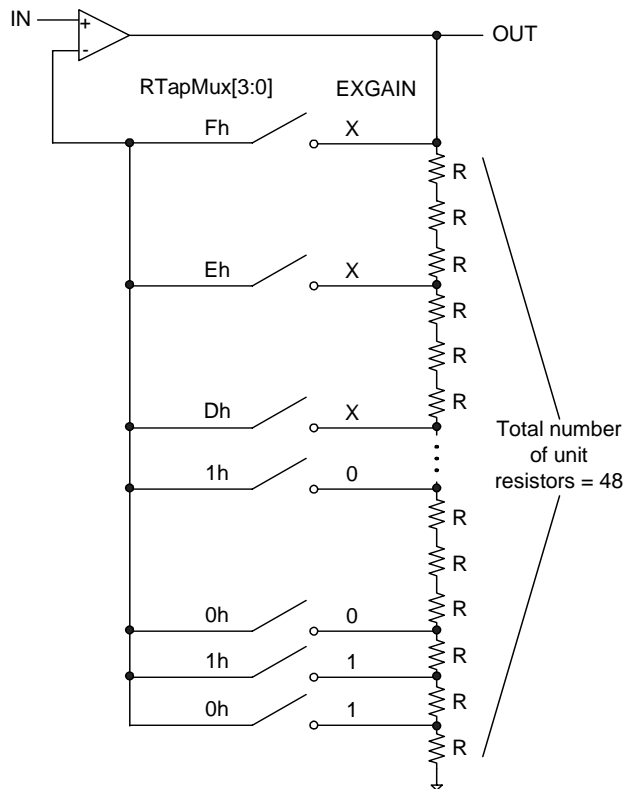 IN
+
-
OUT
RTapMux[3:0] EXGAIN
Fh X
R
R
R
Eh X
R
R
R
Dh X
Total number
of unit
resistors = 48
1h 0
R
R
R
0h 0
R
1h 1
R
0h 1
R